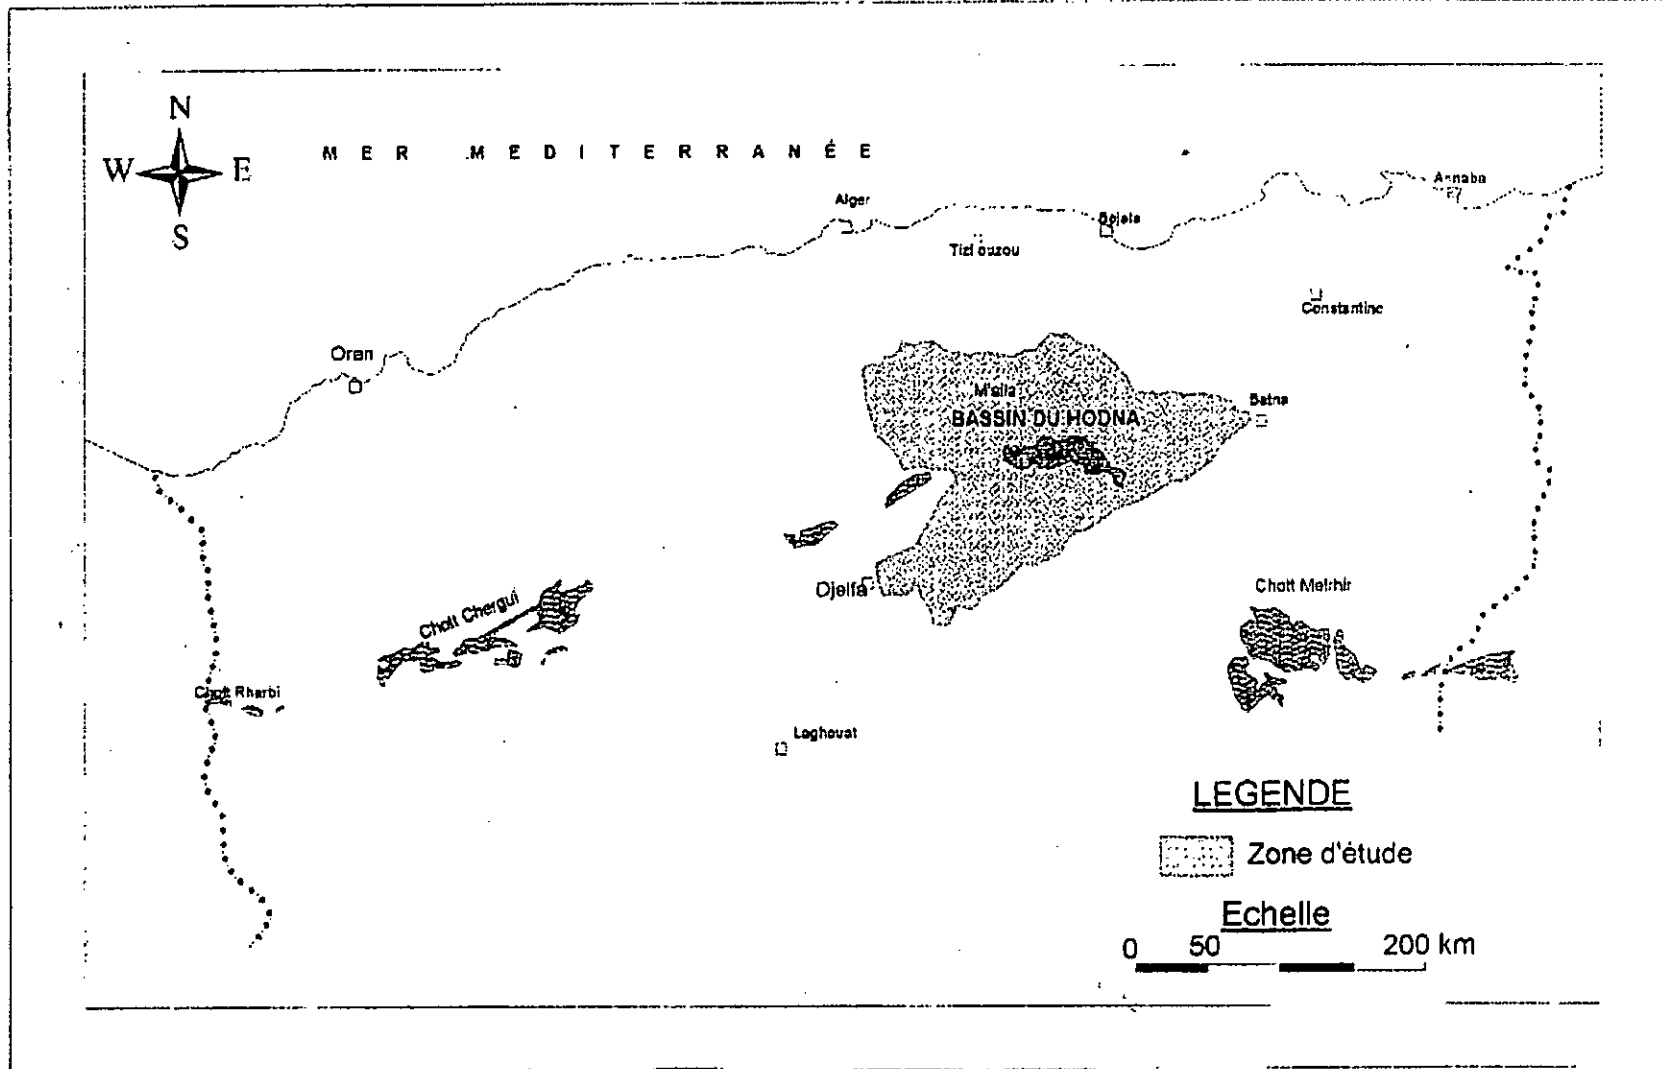 N
W E
S
MER MEDITERRANÉE
Alger
Annaba
Bejaia
Tizi ouzou
Constantine
Oran
M'sila
BASSIN DU HODNA
Batna
Djelfa
Chott Chergui
Chott Melrhir
Chott Rharbi
Laghouat
LEGENDE
Zone d'étude
Echelle
0 50 200 km